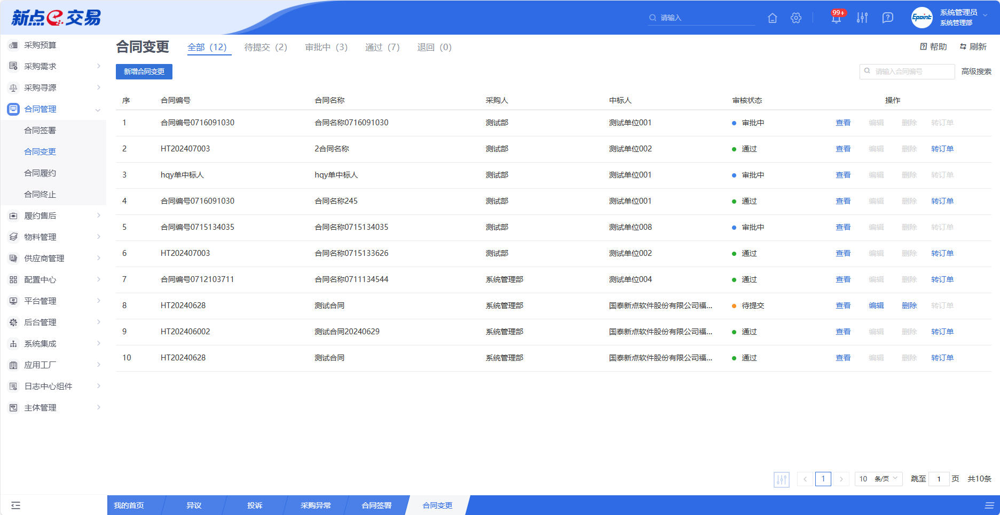 新点e交易
请输入
99+
Epoint
系统管理员
系统管理部
采购预算
采购需求
采购寻源
合同管理
合同签署
合同变更
合同履约
合同终止
履约售后
物料管理
供应商管理
配置中心
平台管理
后台管理
系统集成
应用工厂
日志中心组件
主体管理
合同变更 全部（12） 待提交（2） 审批中（3） 通过（7） 退回（0） 帮助 刷新
新增合同变更 请输入合同编号 高级搜索
序 合同编号 合同名称 采购人 中标人 审核状态 操作
1 合同编号0716091030 合同名称0716091030 测试部 测试单位001 审批中 查看 编辑 删除 转订单
2 HT202407003 2合同名称 测试部 测试单位002 通过 查看 编辑 删除 转订单
3 hqy单中标人 hqy单中标人 测试部 测试单位001 审批中 查看 编辑 删除 转订单
4 合同编号0716091030 合同名称245 测试部 测试单位001 通过 查看 编辑 删除 转订单
5 合同编号0715134035 合同名称0715134035 测试部 测试单位008 审批中 查看 编辑 删除 转订单
6 HT202407003 合同名称0715133626 测试部 测试单位002 通过 查看 编辑 删除 转订单
7 合同编号0712103711 合同名称0711134544 系统管理部 测试单位004 通过 查看 编辑 删除 转订单
8 HT20240628 测试合同 系统管理部 国泰新点软件股份有限公司福... 待提交 查看 编辑 删除 转订单
9 HT202406002 测试合同20240629 系统管理部 国泰新点软件股份有限公司福... 通过 查看 编辑 删除 转订单
10 HT20240628 测试合同 系统管理部 国泰新点软件股份有限公司福... 通过 查看 编辑 删除 转订单
1 10 条/页 跳至 1 页 共10条
我的首页 异议 投诉 采购异常 合同签署 合同变更